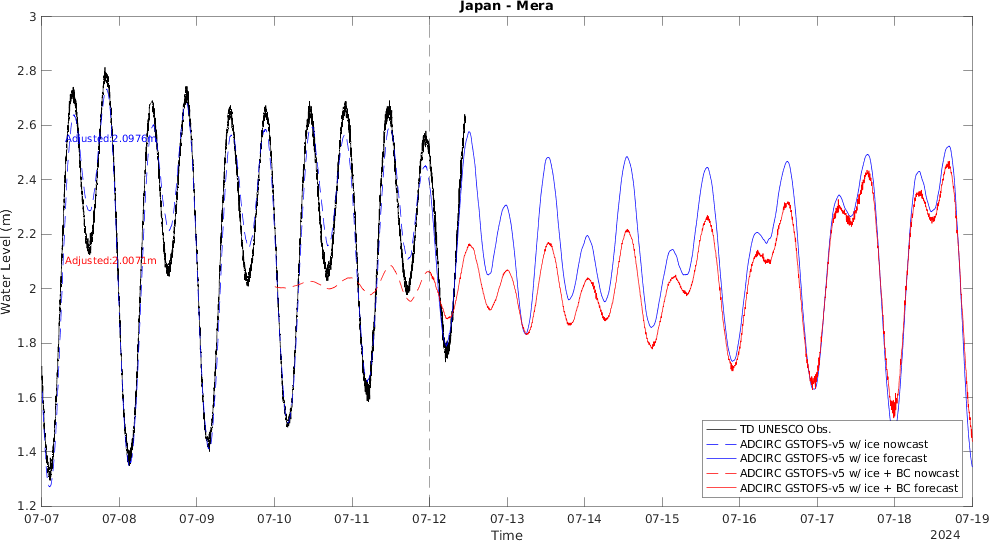 Japan - Mera
3
2.8
2.6
2.4
2.2
2
1.8
1.6
1.4
1.2
Water Level (m)
Adjusted:2.0976m
Adjusted:2.0071m
TD UNESCO Obs.
ADCIRC GSTOFS-v5 w/ ice nowcast
ADCIRC GSTOFS-v5 w/ ice forecast
ADCIRC GSTOFS-v5 w/ ice + BC nowcast
ADCIRC GSTOFS-v5 w/ ice + BC forecast
07-07 07-08 07-09 07-10 07-11 07-12 07-13 07-14 07-15 07-16 07-17 07-18 07-19
Time
2024